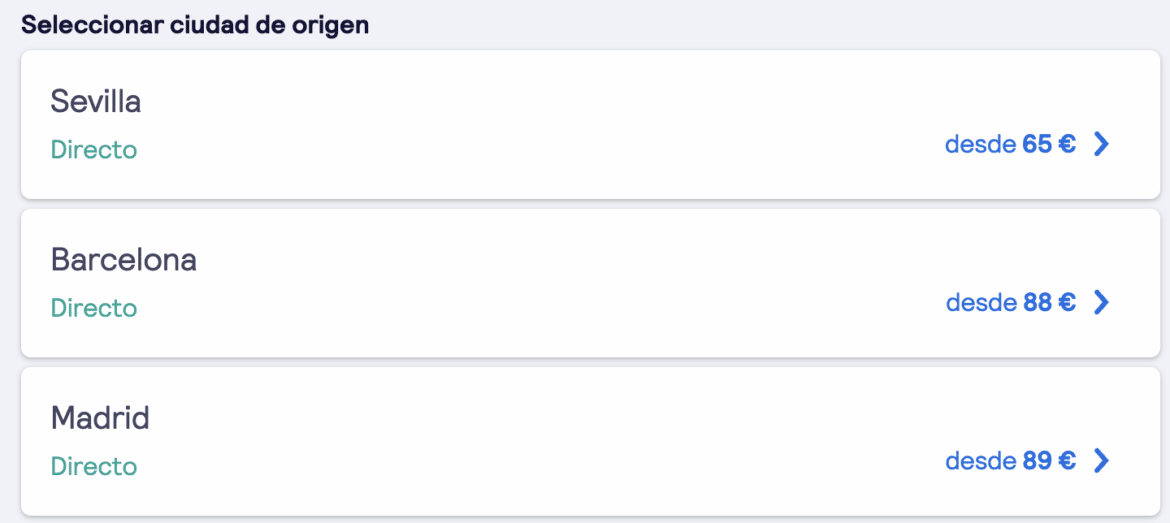 Seleccionar ciudad de origen
Sevilla
Directo
desde 65 €
Barcelona
Directo
desde 88 €
Madrid
Directo
desde 89 €